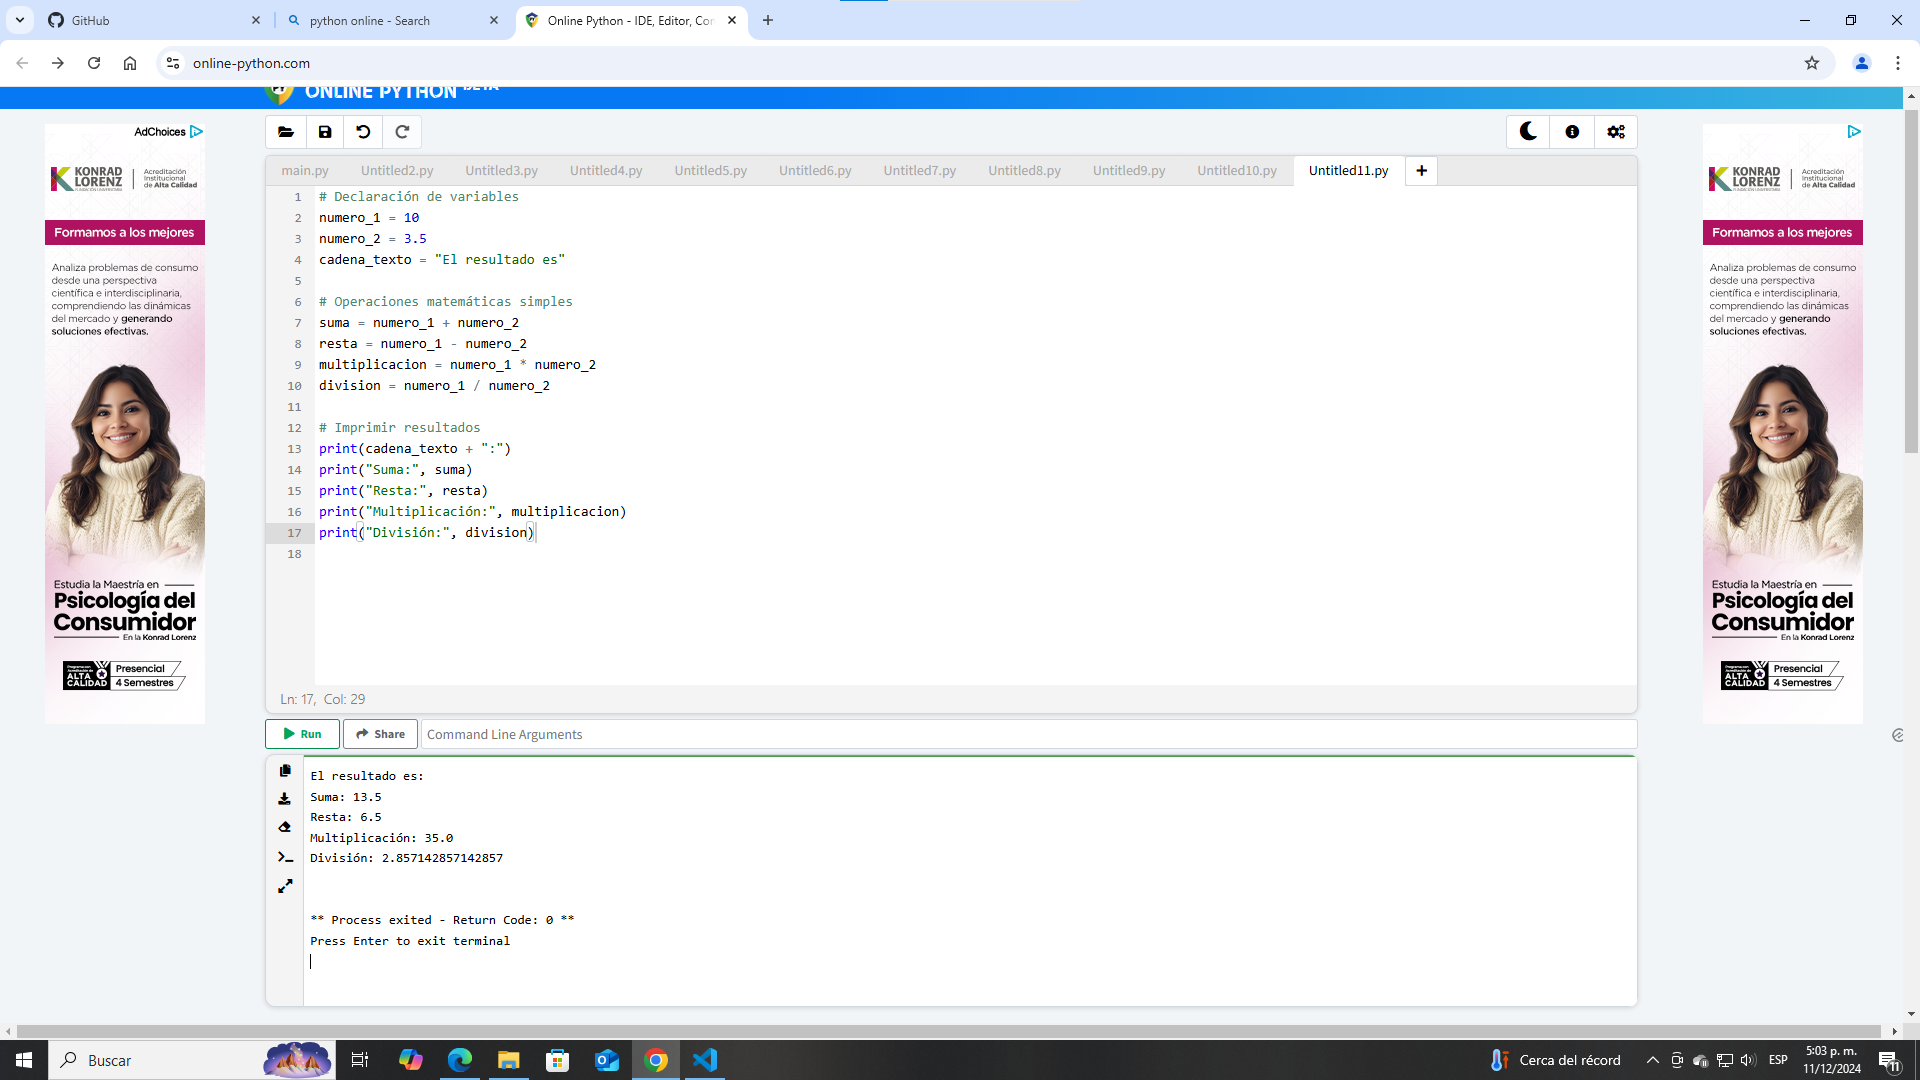 GitHub
python online - Search
Online Python - IDE, Editor, Con
online-python.com
ONLINE PYTHON BETA
AdChoices
KONRAD LORENZ
FUNDACIÓN UNIVERSITARIA
Acreditación Institucional de Alta Calidad
Formamos a los mejores
Analiza problemas de consumo
desde una perspectiva
científica e interdisciplinaria,
comprendiendo las dinámicas
del mercado y generando
soluciones efectivas.
Estudia la Maestría en
Psicología del
Consumidor
En la Konrad Lorenz
ALTA CALIDAD
Presencial
4 Semestres
main.py
Untitled2.py
Untitled3.py
Untitled4.py
Untitled5.py
Untitled6.py
Untitled7.py
Untitled8.py
Untitled9.py
Untitled10.py
Untitled11.py
+
1 # Declaración de variables
2 numero_1 = 10
3 numero_2 = 3.5
4 cadena_texto = "El resultado es"
5
6 # Operaciones matemáticas simples
7 suma = numero_1 + numero_2
8 resta = numero_1 - numero_2
9 multiplicacion = numero_1 * numero_2
10 division = numero_1 / numero_2
11
12 # Imprimir resultados
13 print(cadena_texto + ":")
14 print("Suma:", suma)
15 print("Resta:", resta)
16 print("Multiplicación:", multiplicacion)
17 print("División:", division)
18
Ln: 17, Col: 29
Run
Share
Command Line Arguments
El resultado es:
Suma: 13.5
Resta: 6.5
Multiplicación: 35.0
División: 2.857142857142857
** Process exited - Return Code: 0 **
Press Enter to exit terminal
KONRAD LORENZ
FUNDACIÓN UNIVERSITARIA
Acreditación Institucional de Alta Calidad
Formamos a los mejores
Analiza problemas de consumo
desde una perspectiva
científica e interdisciplinaria,
comprendiendo las dinámicas
del mercado y generando
soluciones efectivas.
Estudia la Maestría en
Psicología del
Consumidor
En la Konrad Lorenz
ALTA CALIDAD
Presencial
4 Semestres
Buscar
Cerca del récord
ESP
5:03 p. m.
11/12/2024
11